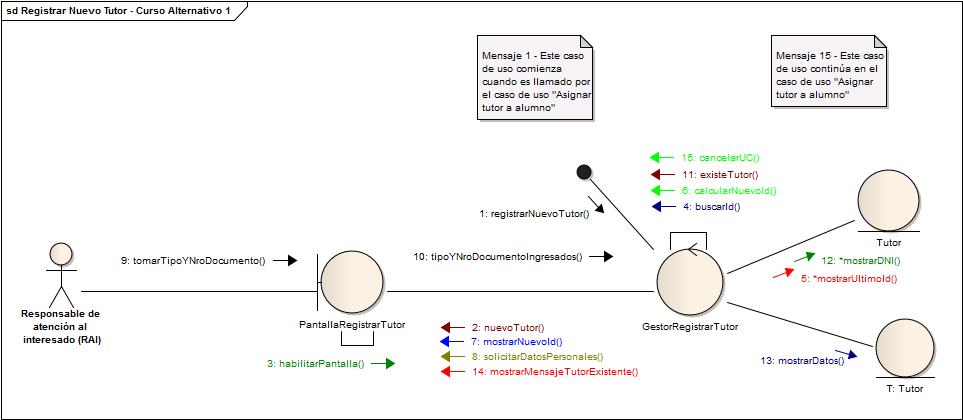 sd Registrar Nuevo Tutor - Curso Alternativo 1
Mensaje 1 - Este caso
de uso comienza
cuando es llamado por
el caso de uso "Asignar
tutor a alumno"
Mensaje 15 - Este caso
de uso continúa en el
caso de uso "Asignar
tutor a alumno"
15: cancelarUC()
11: existeTutor()
6: calcularNuevoId()
4: buscarId()
1: registrarNuevoTutor()
Tutor
9: tomarTipoYNroDocumento()
10: tipoYNroDocumentoIngresados()
12: *mostrarDNI()
5: *mostrarUltimoId()
Responsable de
atención al
interesado (RAI)
PantallaRegistrarTutor
GestorRegistrarTutor
2: nuevoTutor()
7: mostrarNuevoId()
8: solicitarDatosPersonales()
3: habilitarPantalla()
14: mostrarMensajeTutorExistente()
13: mostrarDatos()
T: Tutor